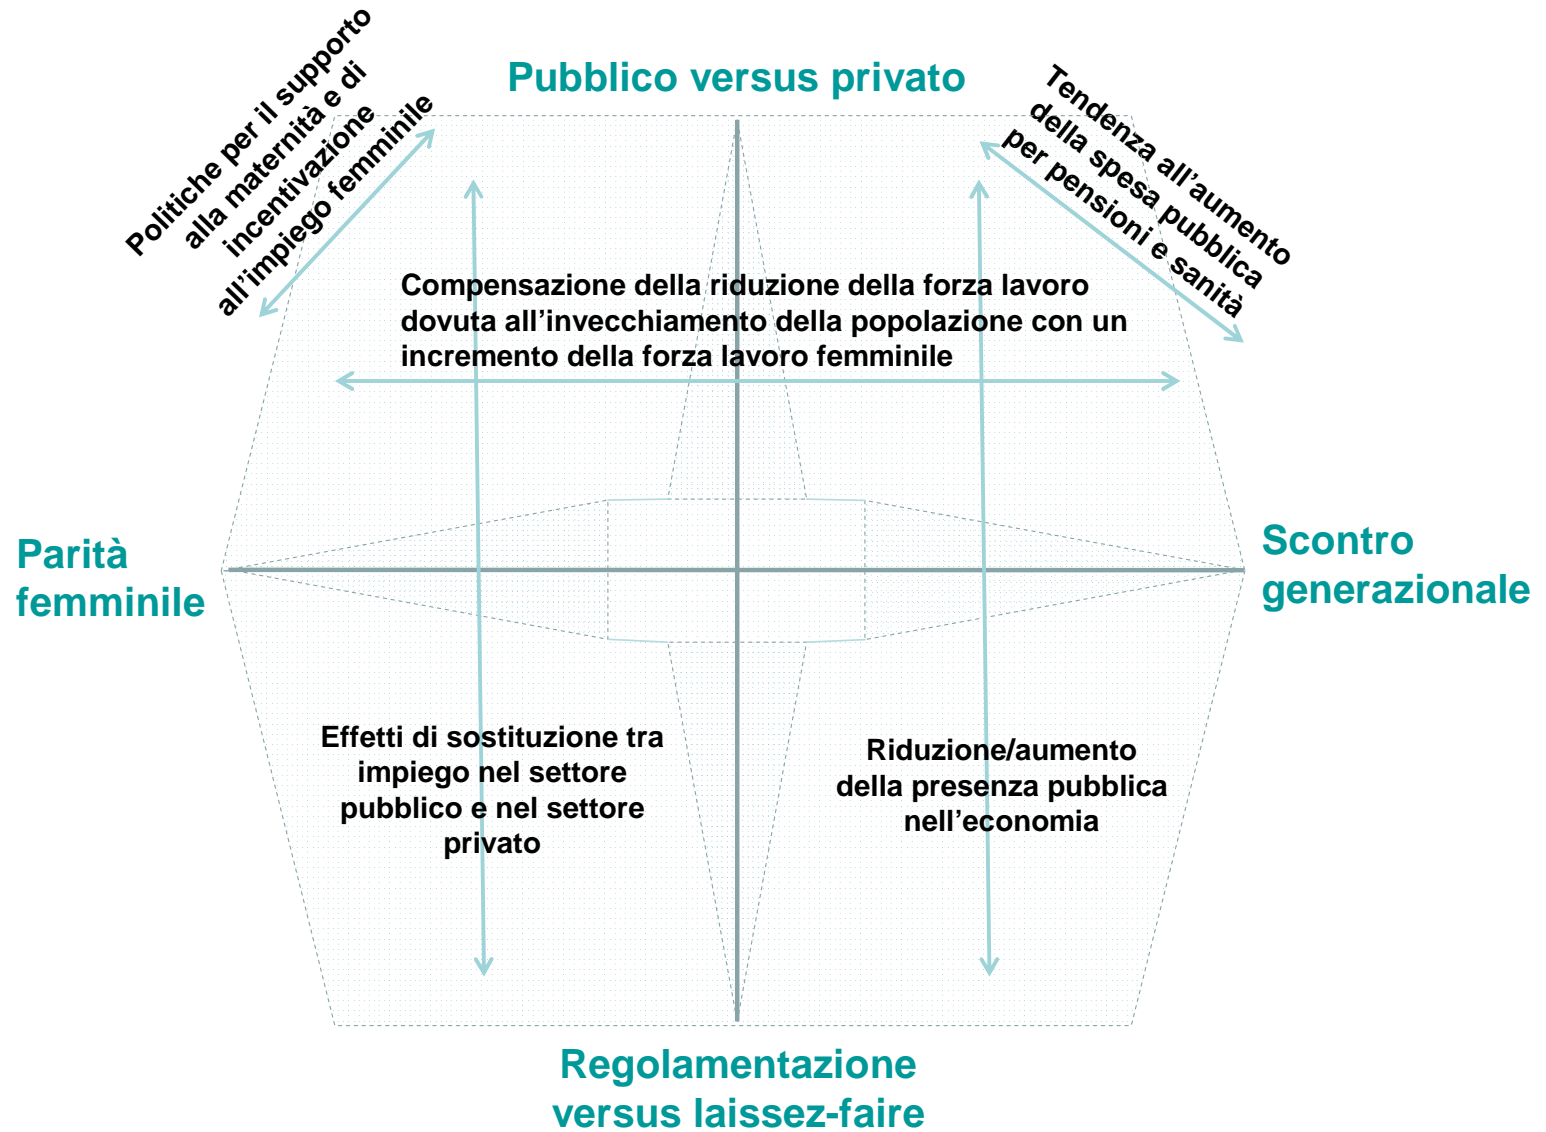 Pubblico versus privato
Politiche per il supporto
alla maternità e di
incentivazione
all'impiego femminile
Tendenza all'aumento
della spesa pubblica
per pensioni e sanità
Compensazione della riduzione della forza lavoro
dovuta all'invecchiamento della popolazione con un
incremento della forza lavoro femminile
Parità
femminile
Scontro
generazionale
Effetti di sostituzione tra
impiego nel settore
pubblico e nel settore
privato
Riduzione/aumento
della presenza pubblica
nell'economia
Regolamentazione
versus laissez-faire